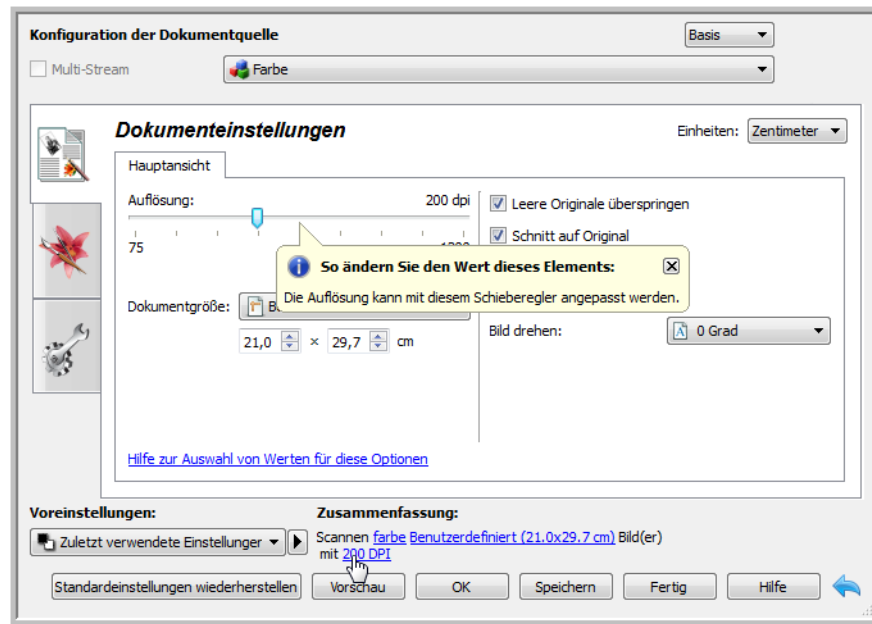 Konfiguration der Dokumentquelle
Basis
Multi-Stream
Farbe
Dokumenteinstellungen
Einheiten: Zentimeter
Hauptansicht
Auflösung: 200 dpi
75
Leere Originale überspringen
Schnitt auf Original
So ändern Sie den Wert dieses Elements:
Die Auflösung kann mit diesem Schieberegler angepasst werden.
Dokumentgröße:
21,0 × 29,7 cm
Bild drehen: 0 Grad
Hilfe zur Auswahl von Werten für diese Optionen
Voreinstellungen:
Zuletzt verwendete Einstellunger
Zusammenfassung:
Scannen farbe Benutzerdefiniert (21.0x29.7 cm) Bild(er)
mit 200 DPI
Standardeinstellungen wiederherstellen
Vorschau
OK
Speichern
Fertig
Hilfe